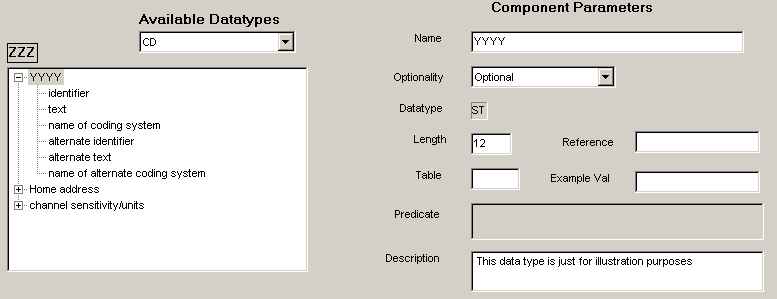 Available Datatypes
CD
ZZZ
YYYY
identifier
text
name of coding system
alternate identifier
alternate text
name of alternate coding system
Home address
channel sensitivity/units
Component Parameters
Name YYYY
Optionality Optional
Datatype ST
Length 12 Reference
Table Example Val
Predicate
Description This data type is just for illustration purposes